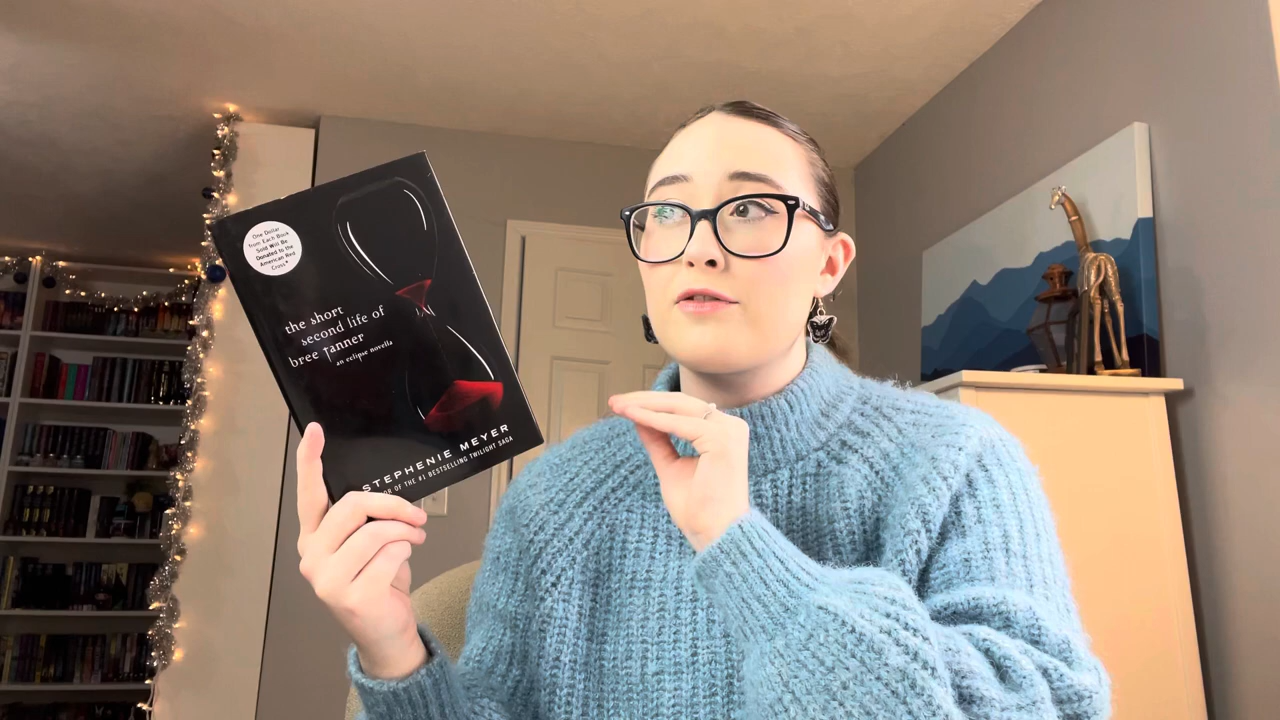 One Dollar
from Each Book
Sold Will Be
Donated to the
American Red
Cross*
the short
second life of
bree tanner
an eclipse novella
STEPHENIE MEYER
OR OF THE #1 BESTSELLING TWILIGHT SAGA